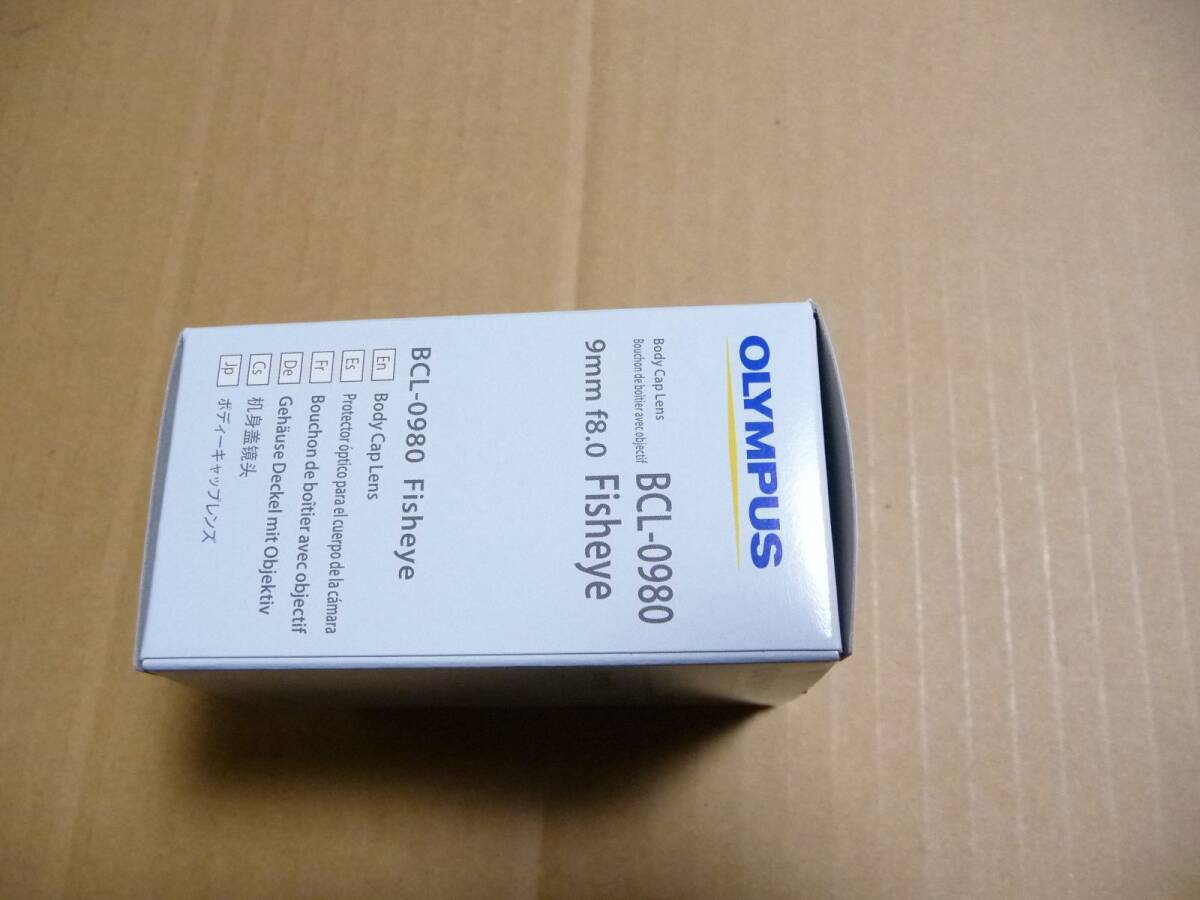 OLYMPUS
Body Cap Lens
Bouchon de boîtier avec objectif
BCL-0980
9mm f8.0 Fisheye
BCL-0980 Fisheye
En Body Cap Lens
Es Protector óptico para el cuerpo de la cámara
Fr Bouchon de boîtier avec objectif
De Gehäuse Deckel mit Objektiv
Cs 机身盖镜头
Jp ボディーキャップレンズ